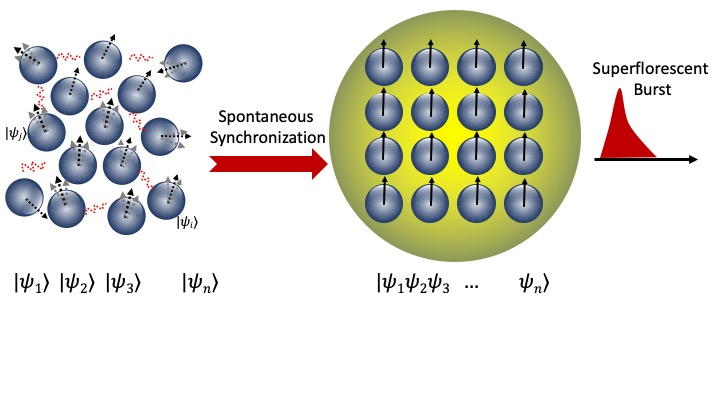 Superflorescent
Burst
Spontaneous
Synchronization
|ψⱼ⟩
|ψᵢ⟩
|ψ₁⟩ |ψ₂⟩ |ψ₃⟩ |ψₙ⟩
|ψ₁ψ₂ψ₃ ... ψₙ⟩